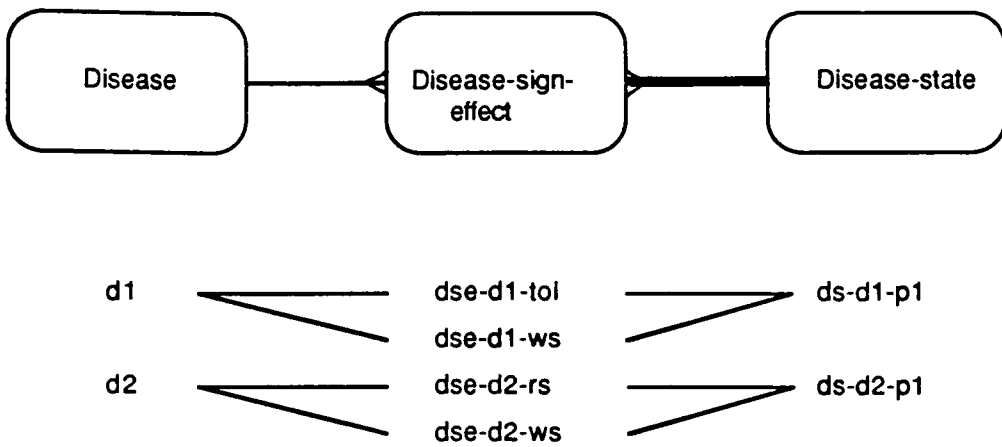 Disease
Disease-sign-
effect
Disease-state
d1 dse-d1-tol ds-d1-p1
dse-d1-ws
d2 dse-d2-rs ds-d2-p1
dse-d2-ws